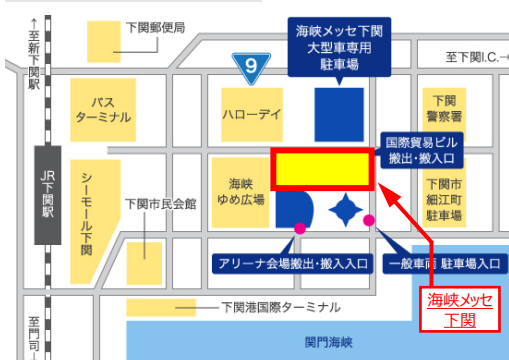 ↑至新下関駅
下関郵便局
海峡メッセ下関
大型車専用
駐車場
9
至下関I.C.→
バス
ターミナル
ハローデイ
下関
警察署
国際貿易ビル
搬出・搬入口
JR下関駅
シーモール下関
下関市民会館
海峡
ゆめ広場
下関市
細江町
駐車場
アリーナ会場搬出・搬入入口
一般車両 駐車場入口
海峡メッセ
下関
下関港国際ターミナル
至門司↓
関門海峡